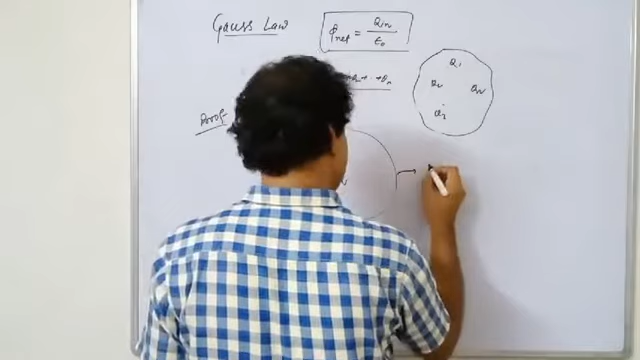 Gauss Law
φnet = Qin / ε0
Q1
Q2
Qn
Q3
Proof